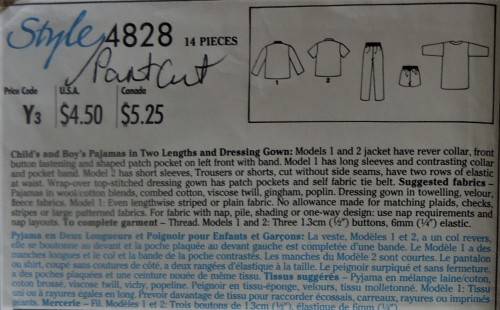 Style 4828 14 PIECES
Part Cut
Price Code U.S.A. Canada
Y3 $4.50 $5.25
1 2
Child's and Boy's Pajamas in Two Lengths and Dressing Gown: Models 1 and 2 jacket have rever collar, front
button fastening and shaped patch pocket on left front with band. Model 1 has long sleeves and contrasting collar
and pocket band. Model 2 has short sleeves, Trousers or shorts, cut without side seams, have two rows of elastic
at waist. Wrap-over top-stitched dressing gown has patch pockets and self fabric tie belt. Suggested fabrics –
Pajamas in wool/cotton blends, combed cotton, viscose twill, gingham, poplin. Dressing gown in towelling, velour,
fleece fabrics. Model 1: Even lengthwise striped or plain fabric. No allowance made for matching plaids, checks,
stripes or large patterned fabrics. For fabric with nap, pile, shading or one-way design: use nap requirements and
nap layouts. To complete garment – Thread. Models 1 and 2: Three 1.3cm (½") buttons, 6mm (¼") elastic.
Pyjama en Deux Longueurs et Peignoir pour Enfants et Garçons: La veste, Modèles 1 et 2, a un col revers,
elle se boutonne au devant et la poche plaquée au devant gauche est complétée d'une bande. Le Modèle 1 a des
manches longues et le col et la bande de la poche contrastés. Les manches du Modèle 2 sont courtes. Le pantalon
ou shirt, coupé sans coutures de côté, a deux rangées d'élastique à la taille. Le peignoir surpiqué et sans fermeture,
a des poches plaquées et une ceinture nouée de même tissu. Tissus suggérés – Pyjama en mélange laine/coton,
coton brossé, viscose twill, vichy, popeline. Peignoir en tissu-éponge, velours, tissu molletonné. Modèle 1: Tissu
uni ou à rayures égales en long. Prévoir davantage de tissu pour raccorder écossais, carreaux, rayures ou imprimés
Mercerie – Fil. Modèles 1 et 2: Trois boutons de 1.3cm (½"), élastique de 6mm (¼")